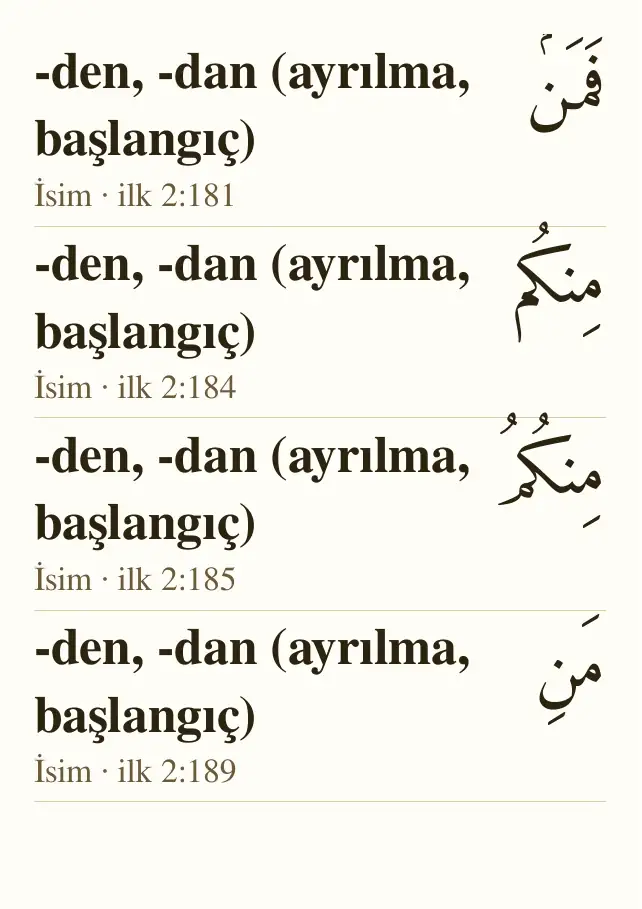 -den, -dan (ayrılma, فَمَنۢ
başlangıç)
İsim · ilk 2:181
-den, -dan (ayrılma, مِنكُم
başlangıç)
İsim · ilk 2:184
-den, -dan (ayrılma, مِنكُمُ
başlangıç)
İsim · ilk 2:185
-den, -dan (ayrılma, مَنِ
başlangıç)
İsim · ilk 2:189